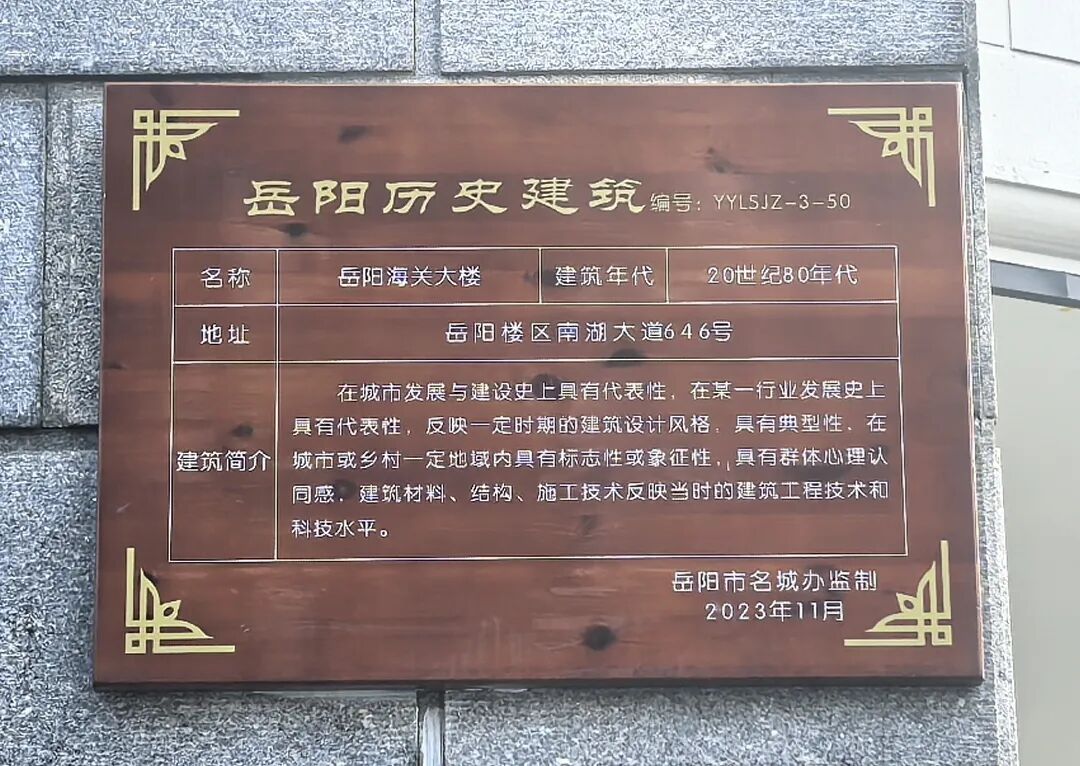 岳阳历史建筑编号：YYLSJZ-3-50
名称 岳阳海关大楼 建筑年代 20世纪80年代
地址 岳阳楼区南湖大道646号
建筑简介
在城市发展与建设史上具有代表性，在某一行业发展史上
具有代表性，反映一定时期的建筑设计风格，具有典型性，在
城市或乡村一定地域内具有标志性或象征性，具有群体心理认
同感，建筑材料、结构、施工技术反映当时的建筑工程技术和
科技水平。
岳阳市名城办监制
2023年11月